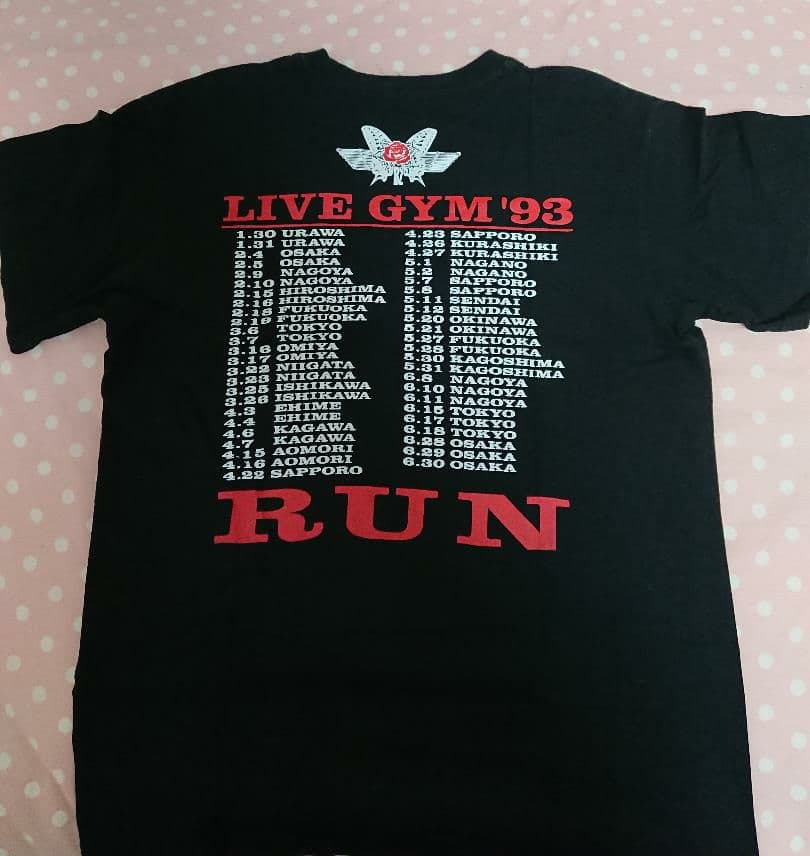 LIVE GYM '93
1.30 URAWA
1.31 URAWA
2.4 OSAKA
2.5 OSAKA
2.9 NAGOYA
2.10 NAGOYA
2.15 HIROSHIMA
2.16 HIROSHIMA
2.18 FUKUOKA
2.19 FUKUOKA
3.6 TOKYO
3.7 TOKYO
3.16 OMIYA
3.17 OMIYA
3.22 NIIGATA
3.23 NIIGATA
3.25 ISHIKAWA
3.26 ISHIKAWA
4.3 EHIME
4.4 EHIME
4.6 KAGAWA
4.7 KAGAWA
4.15 AOMORI
4.16 AOMORI
4.22 SAPPORO
4.23 SAPPORO
4.26 KURASHIKI
4.27 KURASHIKI
5.1 NAGANO
5.2 NAGANO
5.7 SAPPORO
5.8 SAPPORO
5.11 SENDAI
5.12 SENDAI
5.20 OKINAWA
5.21 OKINAWA
5.27 FUKUOKA
5.28 FUKUOKA
5.30 KAGOSHIMA
5.31 KAGOSHIMA
6.8 NAGOYA
6.10 NAGOYA
6.11 NAGOYA
6.15 TOKYO
6.17 TOKYO
6.18 TOKYO
6.28 OSAKA
6.29 OSAKA
6.30 OSAKA
RUN